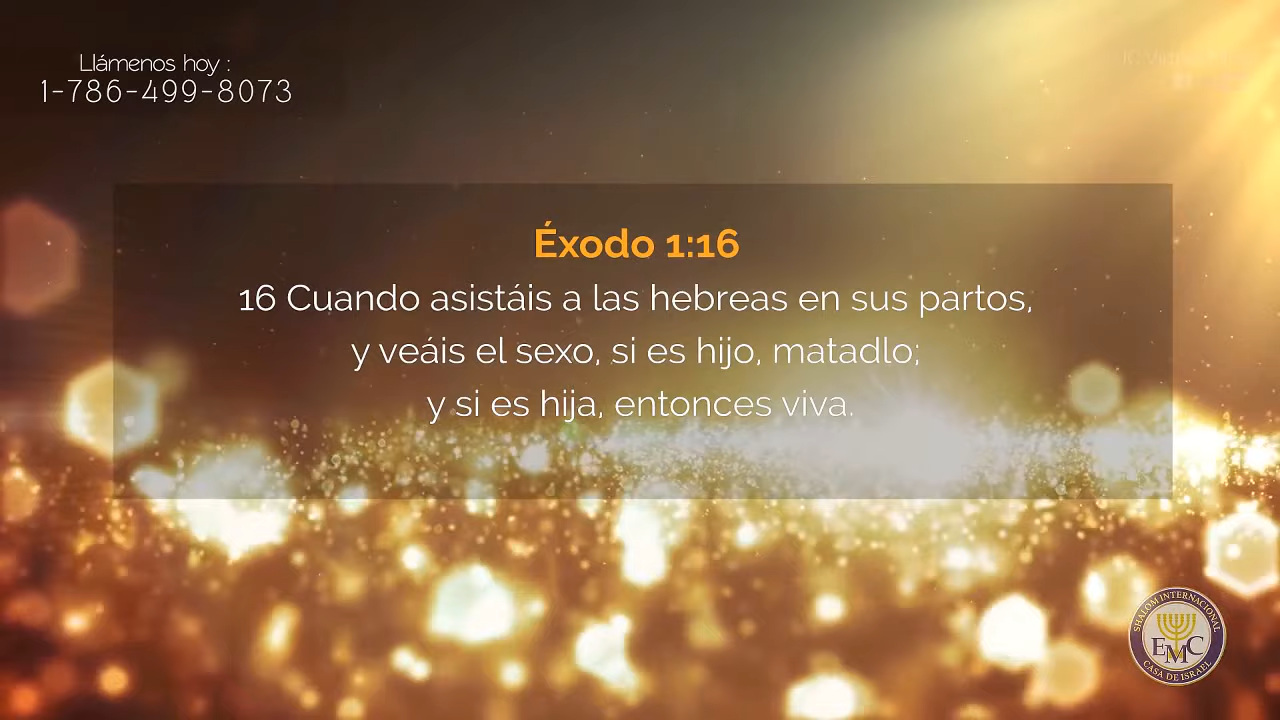 Llámenos hoy :
1-786-499-8073
Éxodo 1:16
16 Cuando asistáis a las hebreas en sus partos,
y veáis el sexo, si es hijo, matadlo;
y si es hija, entonces viva.
SHALOM INTERNACIONAL
EMC
CASA DE ISRAEL